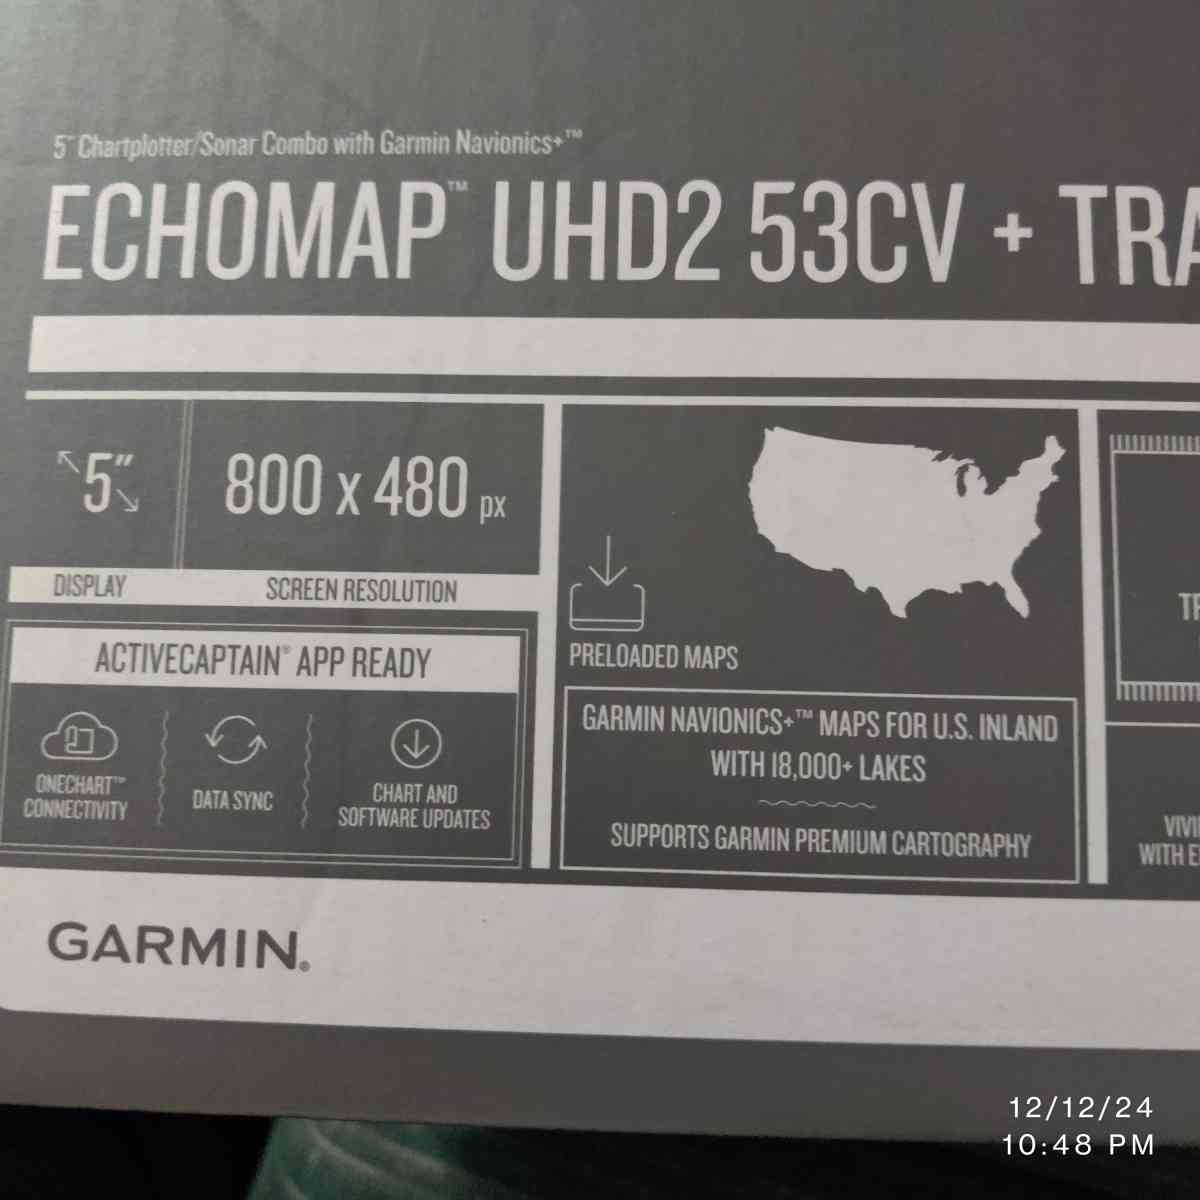 5" Chartplotter/Sonar Combo with Garmin Navionics+™
ECHOMAP™ UHD2 53CV +
5"
800 x 480 px
DISPLAY
SCREEN RESOLUTION
ACTIVECAPTAIN® APP READY
ONECHART™
CONNECTIVITY
DATA SYNC
CHART AND
SOFTWARE UPDATES
PRELOADED MAPS
GARMIN NAVIONICS+™ MAPS FOR U.S. INLAND
WITH 18,000+ LAKES
SUPPORTS GARMIN PREMIUM CARTOGRAPHY
WITH
GARMIN®
12/12/24
10:48 PM